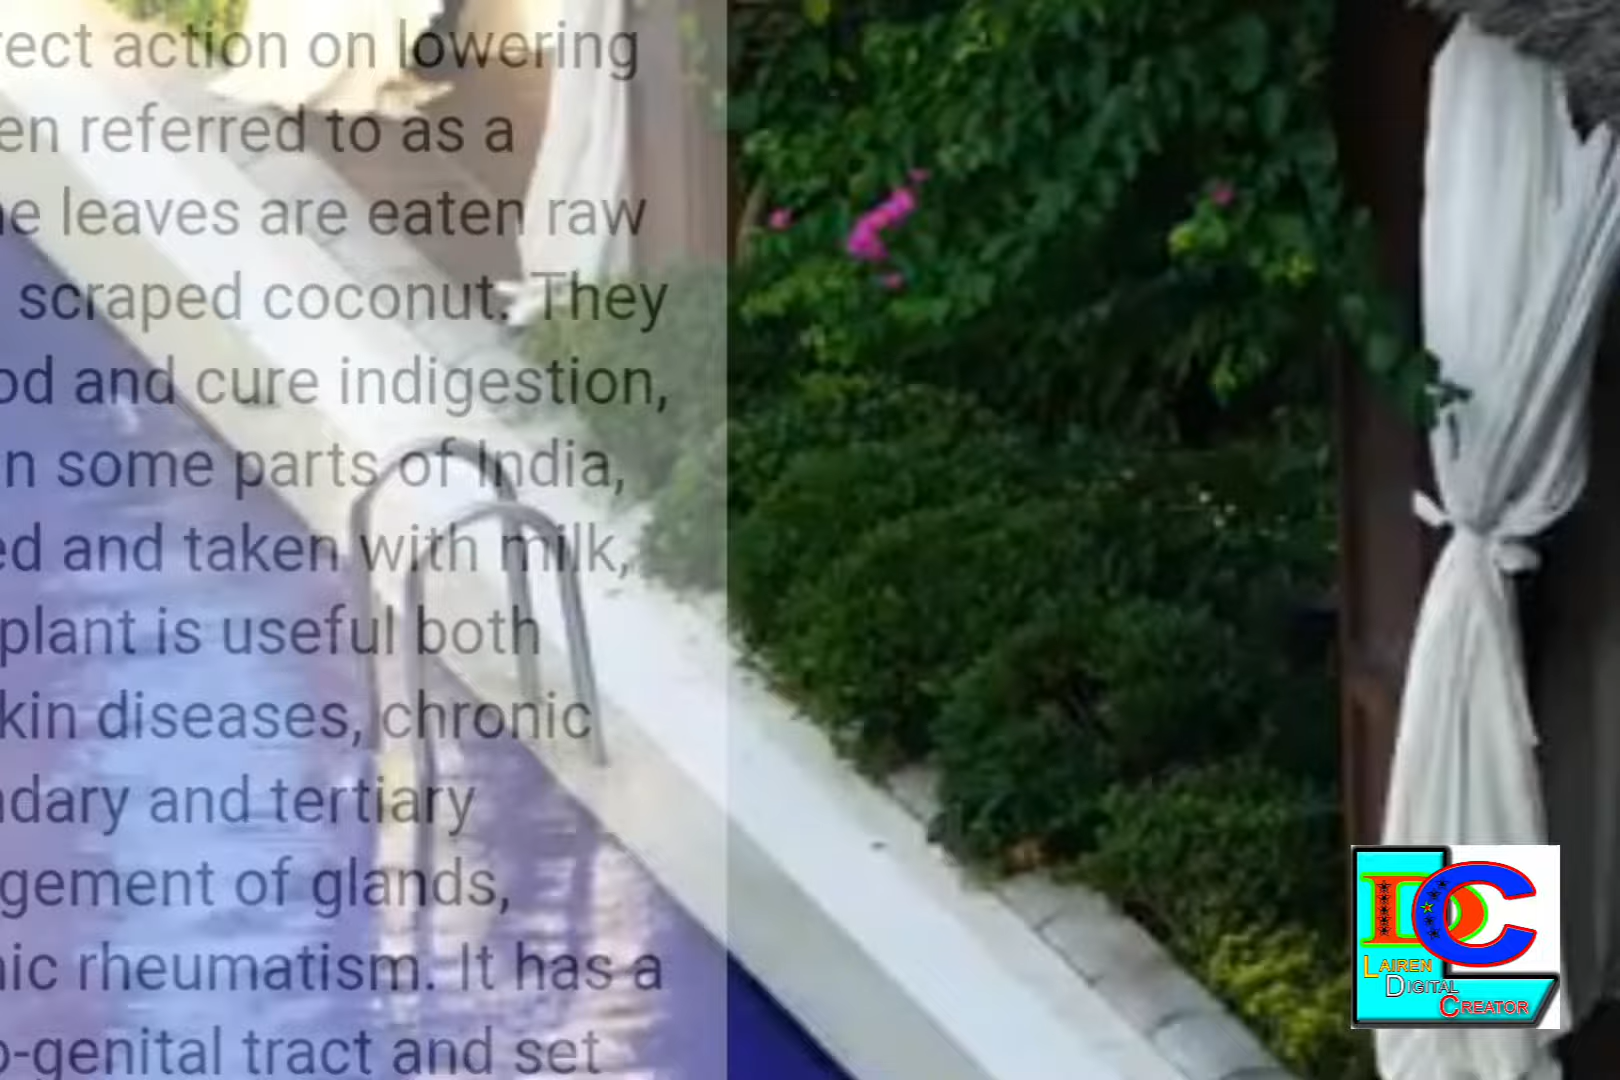 rect action on lowering
en referred to as a
e leaves are eaten raw
scraped coconut. They
od and cure indigestion,
n some parts of India,
ed and taken with milk,
plant is useful both
kin diseases, chronic
ndary and tertiary
gement of glands,
nic rheumatism. It has a
o-genital tract and set
DC
LAIREN
DIGITAL
CREATOR